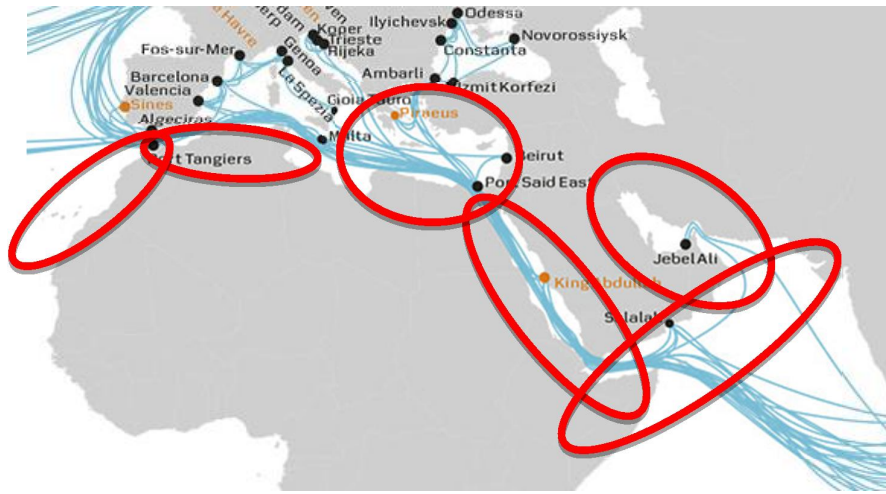 Odessa
Ilyichevsk
Koper
Trieste
Rijeka
Novorossiysk
Constanta
Fos-sur-Mer
Genoa
Ambarli
Izmit Korfezi
La Spezia
Barcelona
Valencia
Sines
Gioia Tauro
Piraeus
Algeciras
Malta
Port Tangiers
Beirut
Port Said East
Jebel Ali
King Abdullah
Salalah